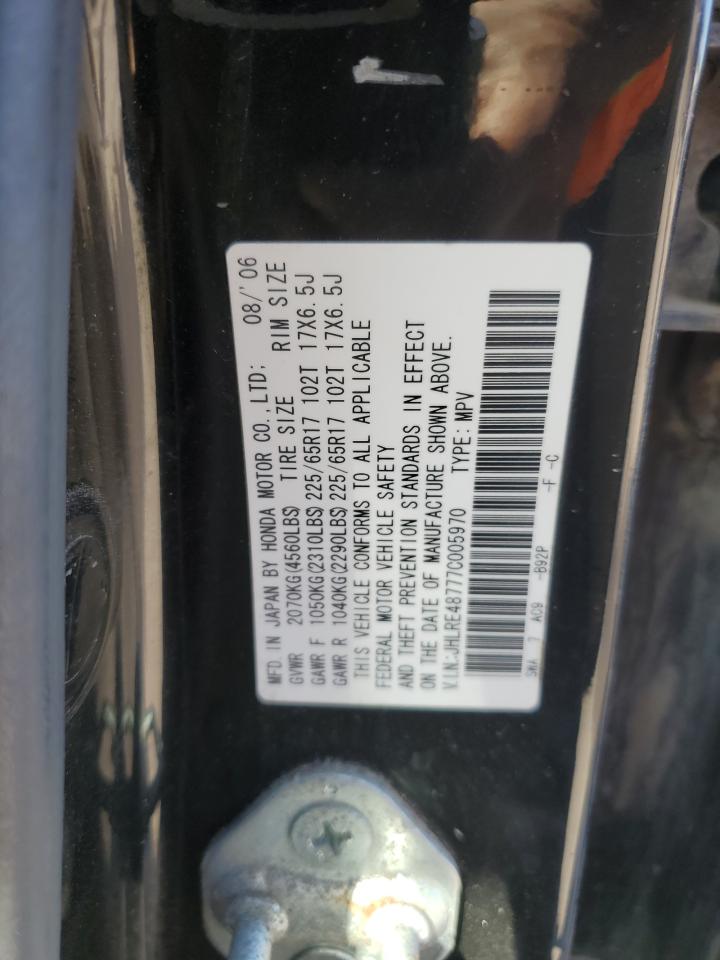 MFD. IN JAPAN BY HONDA MOTOR CO.,LTD; 08/'06
GVWR 2070KG(4560LBS) TIRE SIZE RIM SIZE
GAWR F 1050KG(2310LBS)225/65R17 102T 17X6.5J
GAWR R 1040KG(2290LBS)225/65R17 102T 17X6.5J
THIS VEHICLE CONFORMS TO ALL APPLICABLE
FEDERAL MOTOR VEHICLE SAFETY
AND THEFT PREVENTION STANDARDS IN EFFECT
ON THE DATE OF MANUFACTURE SHOWN ABOVE.
V.I.N:JHLRE48777C005970 TYPE: MPV
SWA 7 AC9 -B92P -F -C